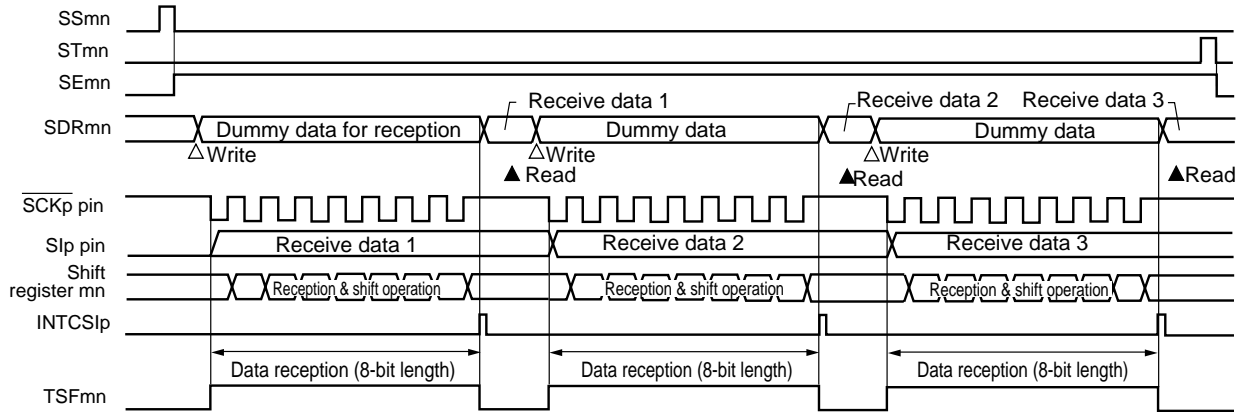 SSmn
STmn
SEmn
Receive data 1
Receive data 2
Receive data 3
SDRmn
Dummy data for reception
Dummy data
Dummy data
△Write
△Write
△Write
▲Read
▲Read
▲Read
SCKp pin
SIp pin
Receive data 1
Receive data 2
Receive data 3
Shift
register mn
Reception & shift operation
Reception & shift operation
Reception & shift operation
INTCSIp
Data reception (8-bit length)
Data reception (8-bit length)
Data reception (8-bit length)
TSFmn